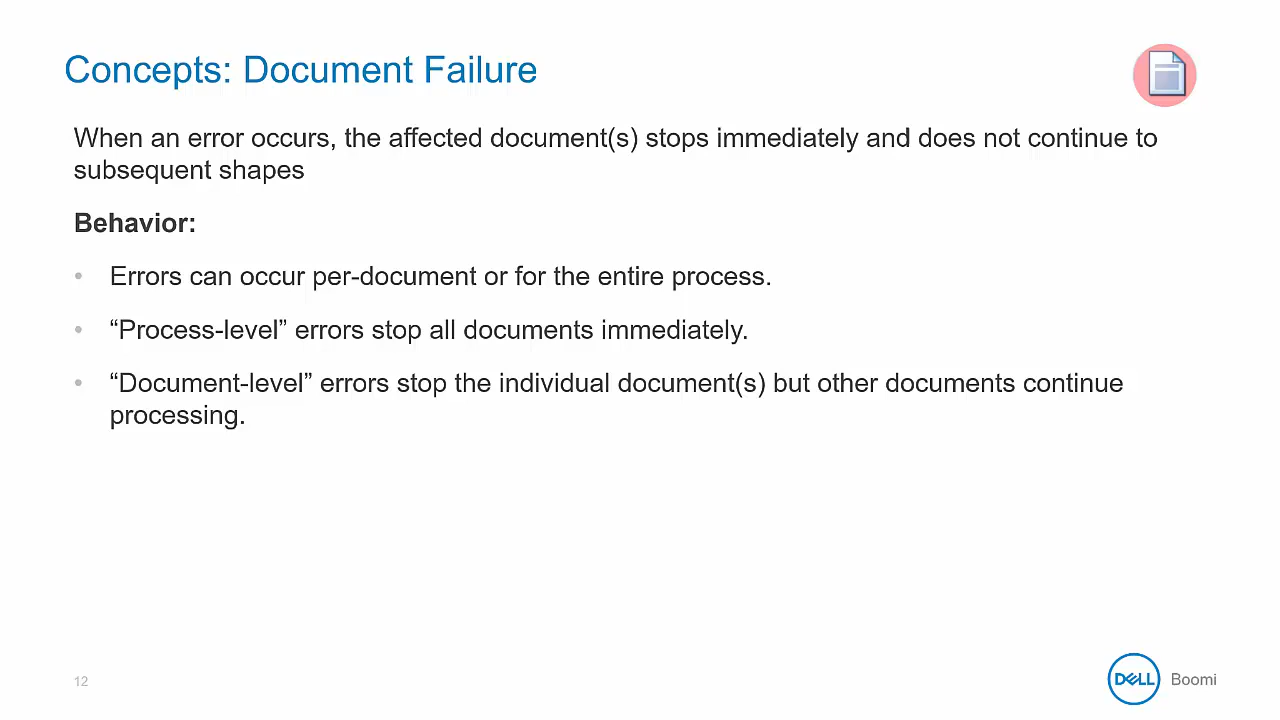 Concepts: Document Failure
When an error occurs, the affected document(s) stops immediately and does not continue to
subsequent shapes
Behavior:
• Errors can occur per-document or for the entire process.
• “Process-level” errors stop all documents immediately.
• “Document-level” errors stop the individual document(s) but other documents continue
processing.
12
DELL Boomi